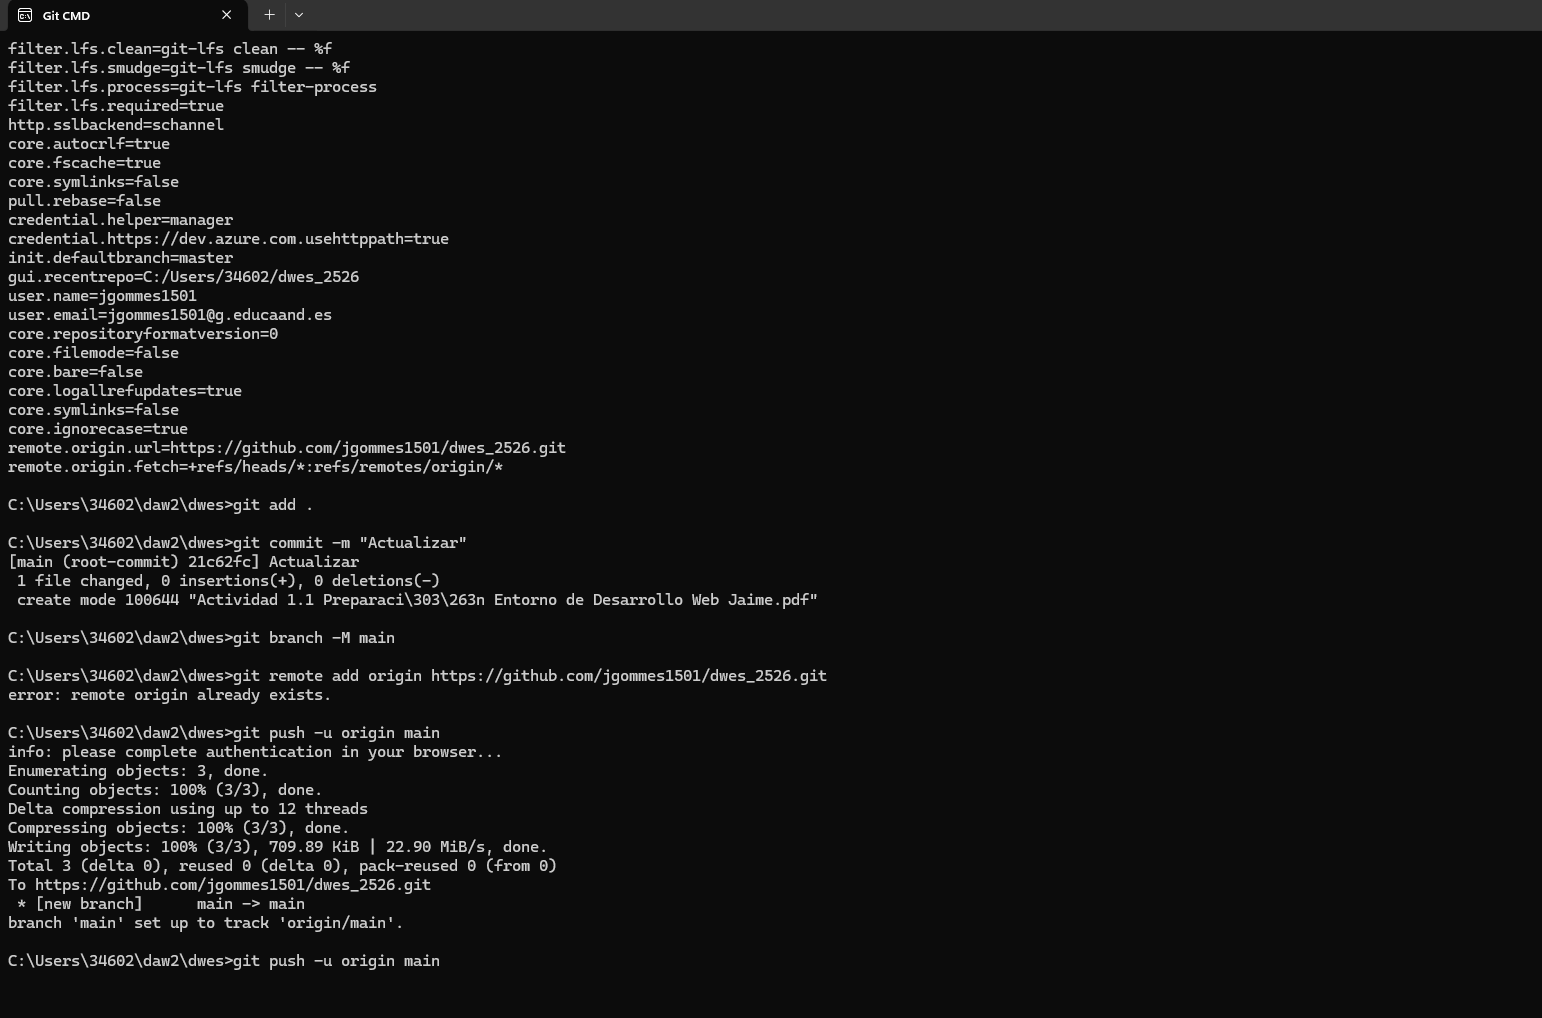 Git CMD
filter.lfs.clean=git-lfs clean -- %f
filter.lfs.smudge=git-lfs smudge -- %f
filter.lfs.process=git-lfs filter-process
filter.lfs.required=true
http.sslbackend=schannel
core.autocrlf=true
core.fscache=true
core.symlinks=false
pull.rebase=false
credential.helper=manager
credential.https://dev.azure.com.usehttppath=true
init.defaultbranch=master
gui.recentrepo=C:/Users/34602/dwes_2526
user.name=jgommes1501
user.email=jgommes1501@g.educaand.es
core.repositoryformatversion=0
core.filemode=false
core.bare=false
core.logallrefupdates=true
core.symlinks=false
core.ignorecase=true
remote.origin.url=https://github.com/jgommes1501/dwes_2526.git
remote.origin.fetch=+refs/heads/*:refs/remotes/origin/*
C:\Users\34602\daw2\dwes>git add .
C:\Users\34602\daw2\dwes>git commit -m "Actualizar"
[main (root-commit) 21c62fc] Actualizar
 1 file changed, 0 insertions(+), 0 deletions(-)
 create mode 100644 "Actividad 1.1 Preparaci\303\263n Entorno de Desarrollo Web Jaime.pdf"
C:\Users\34602\daw2\dwes>git branch -M main
C:\Users\34602\daw2\dwes>git remote add origin https://github.com/jgommes1501/dwes_2526.git
error: remote origin already exists.
C:\Users\34602\daw2\dwes>git push -u origin main
info: please complete authentication in your browser...
Enumerating objects: 3, done.
Counting objects: 100% (3/3), done.
Delta compression using up to 12 threads
Compressing objects: 100% (3/3), done.
Writing objects: 100% (3/3), 709.89 KiB | 22.90 MiB/s, done.
Total 3 (delta 0), reused 0 (delta 0), pack-reused 0 (from 0)
To https://github.com/jgommes1501/dwes_2526.git
 * [new branch]      main -> main
branch 'main' set up to track 'origin/main'.
C:\Users\34602\daw2\dwes>git push -u origin main